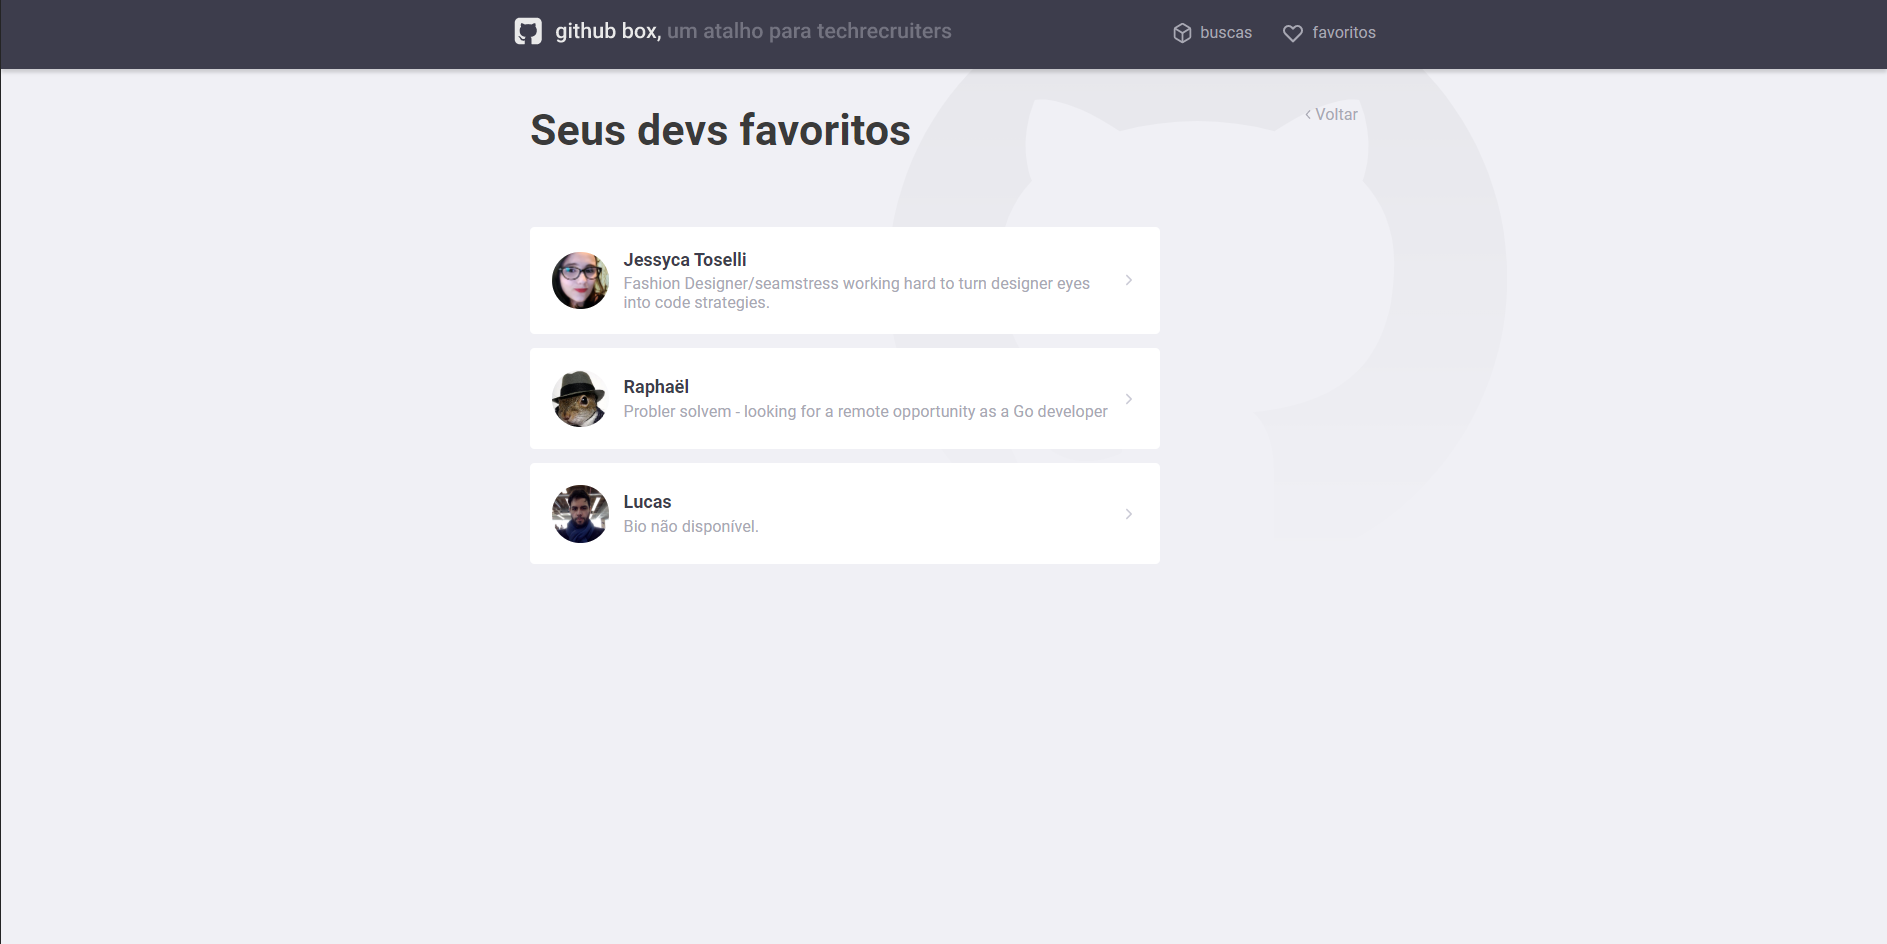 github box, um atalho para techrecruiters
buscas
favoritos
Seus devs favoritos
‹ Voltar
Jessyca Toselli
Fashion Designer/seamstress working hard to turn designer eyes
into code strategies.
Raphaël
Probler solvem - looking for a remote opportunity as a Go developer
Lucas
Bio não disponível.